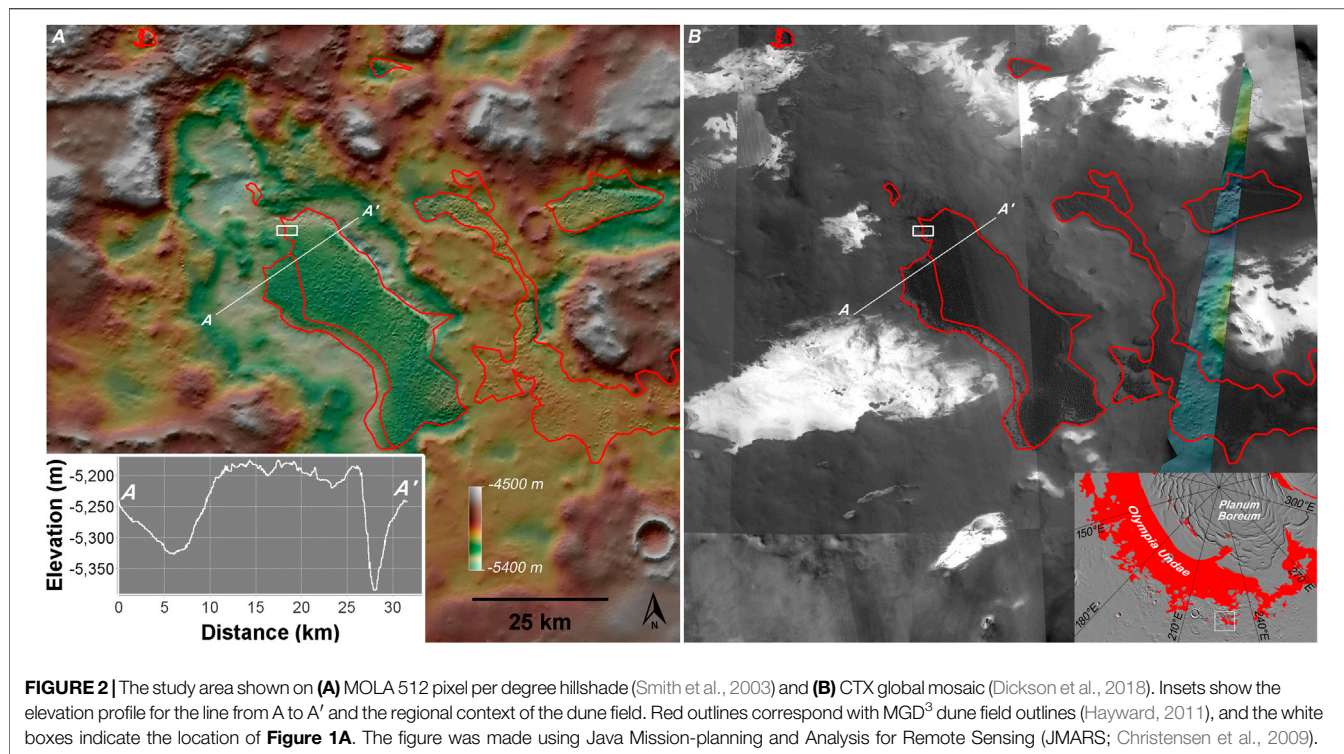 A
B
A'
A'
A
A
-5,200
-5,250
-5,300
-5,350
Elevation (m)
A
A'
0 5 10 15 20 25 30
Distance (km)
-4500 m
-5400 m
25 km
N
Planum
Boreum
Olympia Undae
150°E
180°E
210°E
240°E
270°E
300°E
FIGURE 2 | The study area shown on (A) MOLA 512 pixel per degree hillshade (Smith et al., 2003) and (B) CTX global mosaic (Dickson et al., 2018). Insets show the
elevation profile for the line from A to A′ and the regional context of the dune field. Red outlines correspond with MGD³ dune field outlines (Hayward, 2011), and the white
boxes indicate the location of Figure 1A. The figure was made using Java Mission-planning and Analysis for Remote Sensing (JMARS; Christensen et al., 2009).